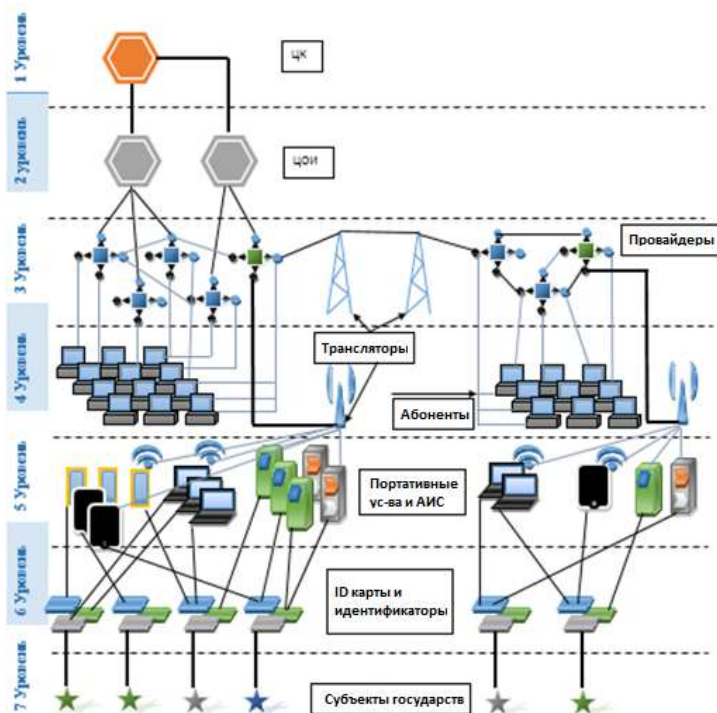 1 Уровень
ЦК
2 уровень
ЦОИ
3 Уровень
Провайдеры
Трансляторы
4 Уровень
Абоненты
5 Уровень
Портативные
ус-ва и АИС
6 Уровень
ID карты и
идентификаторы
7 Уровень
Субъекты государств